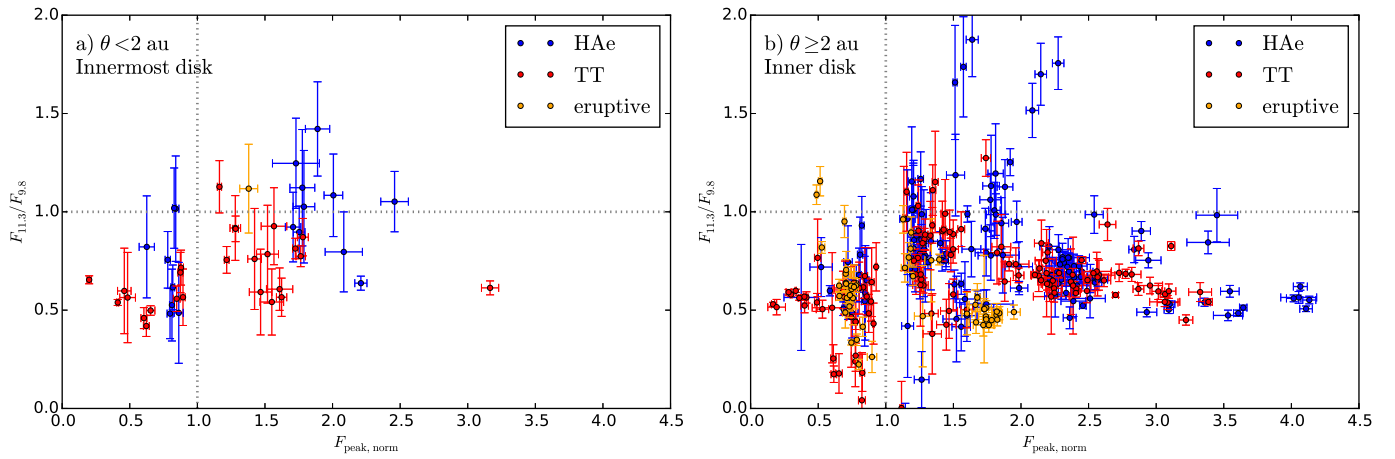 a) θ<2 au
Innermost disk
HAe
TT
eruptive
2.0
1.5
1.0
0.5
0.0
F11.3/F9.8
0.0 0.5 1.0 1.5 2.0 2.5 3.0 3.5 4.0 4.5
Fpeak, norm
b) θ≥2 au
Inner disk
HAe
TT
eruptive
2.0
1.5
1.0
0.5
0.0
F11.3/F9.8
0.0 0.5 1.0 1.5 2.0 2.5 3.0 3.5 4.0 4.5
Fpeak, norm